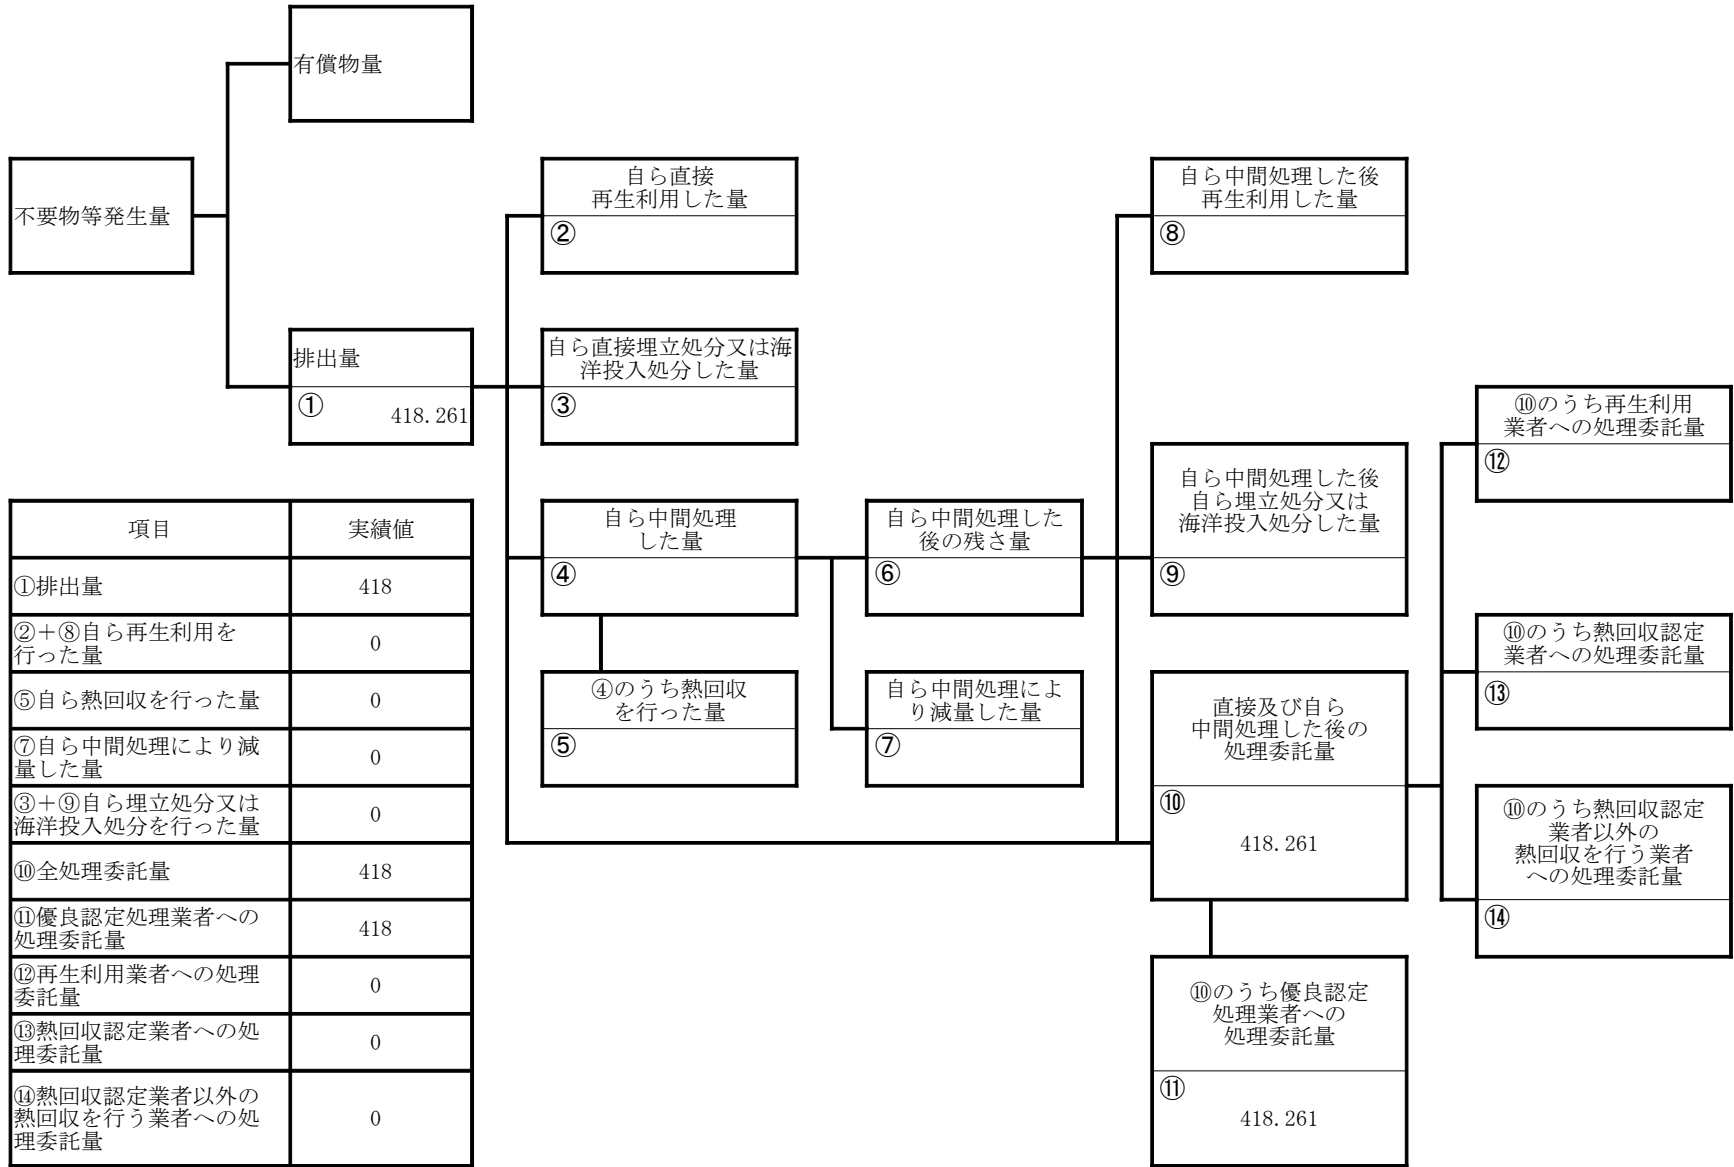 有償物量
不要物等発生量
自ら直接
再生利用した量
②
自ら中間処理した後
再生利用した量
⑧
排出量
①
418.261
自ら直接埋立処分又は海
洋投入処分した量
③
⑩のうち再生利用
業者への処理委託量
⑫
自ら中間処理
した量
④
自ら中間処理した
後の残さ量
⑥
自ら中間処理した後
自ら埋立処分又は
海洋投入処分した量
⑨
④のうち熱回収
を行った量
⑤
自ら中間処理によ
り減量した量
⑦
直接及び自ら
中間処理した後の
処理委託量
⑩
418.261
⑩のうち熱回収認定
業者への処理委託量
⑬
⑩のうち熱回収認定
業者以外の
熱回収を行う業者
への処理委託量
⑭
⑩のうち優良認定
処理業者への
処理委託量
⑪
418.261
項目 実績値
①排出量 418
②+⑧自ら再生利用を
行った量 0
⑤自ら熱回収を行った量 0
⑦自ら中間処理により減
量した量 0
③+⑨自ら埋立処分又は
海洋投入処分を行った量 0
⑩全処理委託量 418
⑪優良認定処理業者への
処理委託量 418
⑫再生利用業者への処理
委託量 0
⑬熱回収認定業者への処
理委託量 0
⑭熱回収認定業者以外の
熱回収を行う業者への処
理委託量 0